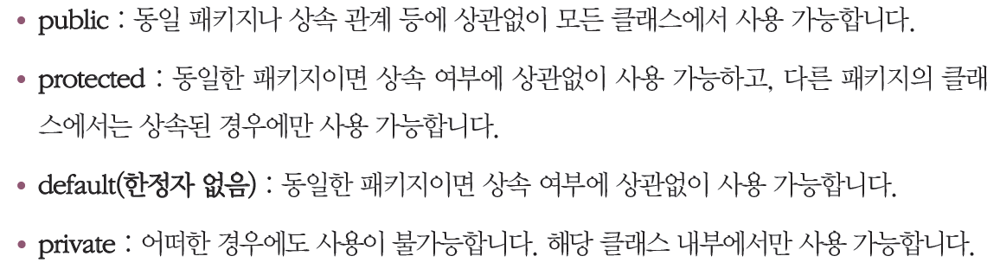 • public : 동일 패키지나 상속 관계 등에 상관없이 모든 클래스에서 사용 가능합니다.
• protected : 동일한 패키지이면 상속 여부에 상관없이 사용 가능하고, 다른 패키지의 클래
스에서는 상속된 경우에만 사용 가능합니다.
• default(한정자 없음) : 동일한 패키지이면 상속 여부에 상관없이 사용 가능합니다.
• private : 어떠한 경우에도 사용이 불가능합니다. 해당 클래스 내부에서만 사용 가능합니다.